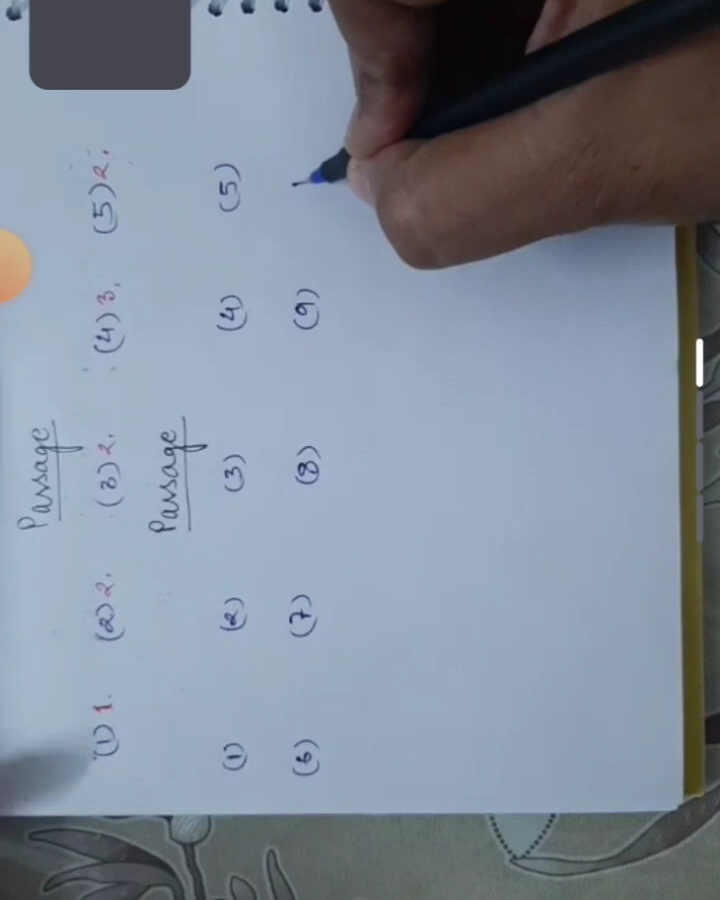 Passage
(1) 1. (2) 2. (3) 2. (4) 3. (5) 2.
Passage
(1) (2) (3) (4) (5)
(6) (7) (8) (9)